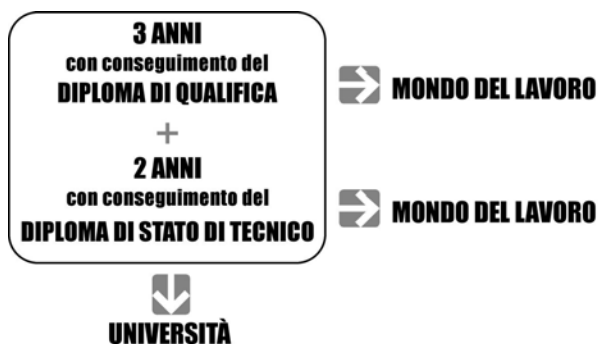 3 ANNI
con conseguimento del
DIPLOMA DI QUALIFICA
MONDO DEL LAVORO
+
2 ANNI
con conseguimento del
DIPLOMA DI STATO DI TECNICO
MONDO DEL LAVORO
UNIVERSITÀ